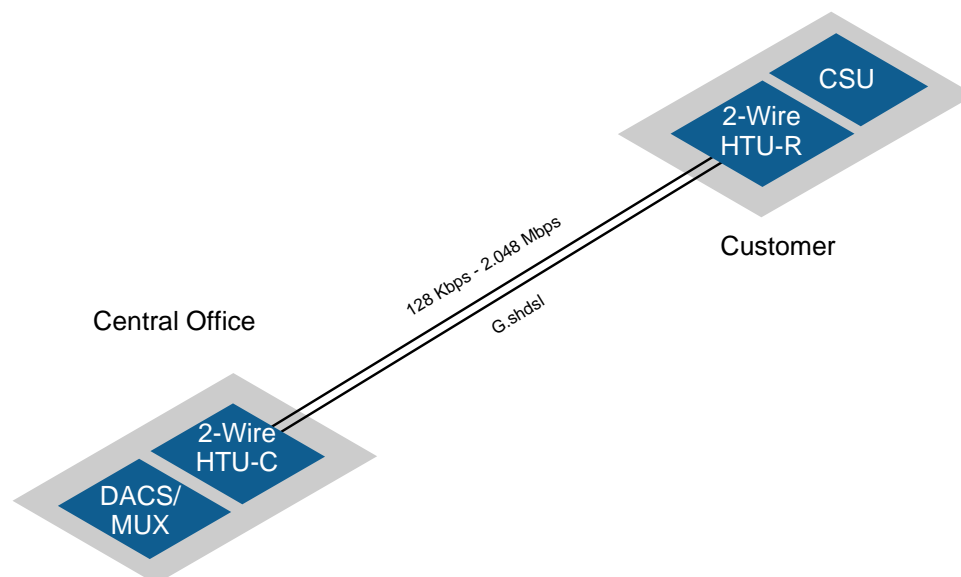 CSU
2-Wire
HTU-R
Customer
128 Kbps - 2.048 Mbps
G.shdsl
Central Office
2-Wire
HTU-C
DACS/
MUX